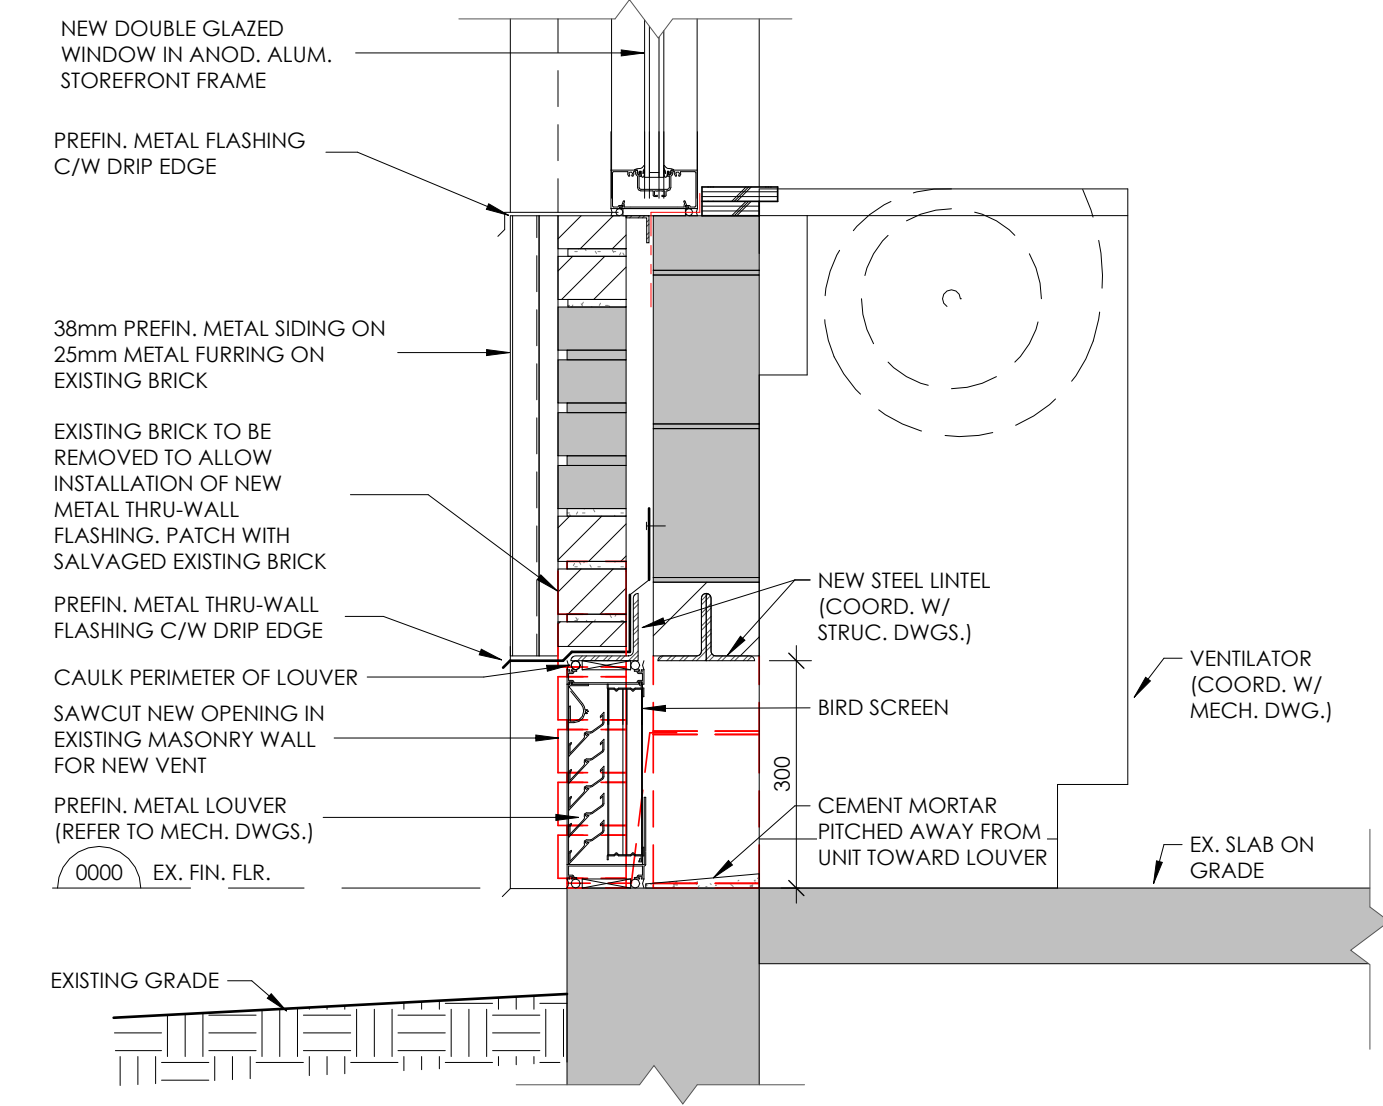 NEW DOUBLE GLAZED
WINDOW IN ANOD. ALUM.
STOREFRONT FRAME
PREFIN. METAL FLASHING
C/W DRIP EDGE
38mm PREFIN. METAL SIDING ON
25mm METAL FURRING ON
EXISTING BRICK
EXISTING BRICK TO BE
REMOVED TO ALLOW
INSTALLATION OF NEW
METAL THRU-WALL
FLASHING. PATCH WITH
SALVAGED EXISTING BRICK
PREFIN. METAL THRU-WALL
FLASHING C/W DRIP EDGE
CAULK PERIMETER OF LOUVER
SAWCUT NEW OPENING IN
EXISTING MASONRY WALL
FOR NEW VENT
PREFIN. METAL LOUVER
(REFER TO MECH. DWGS.)
0000 EX. FIN. FLR.
EXISTING GRADE
NEW STEEL LINTEL
(COORD. W/
STRUC. DWGS.)
BIRD SCREEN
300
CEMENT MORTAR
PITCHED AWAY FROM
UNIT TOWARD LOUVER
VENTILATOR
(COORD. W/
MECH. DWG.)
EX. SLAB ON
GRADE